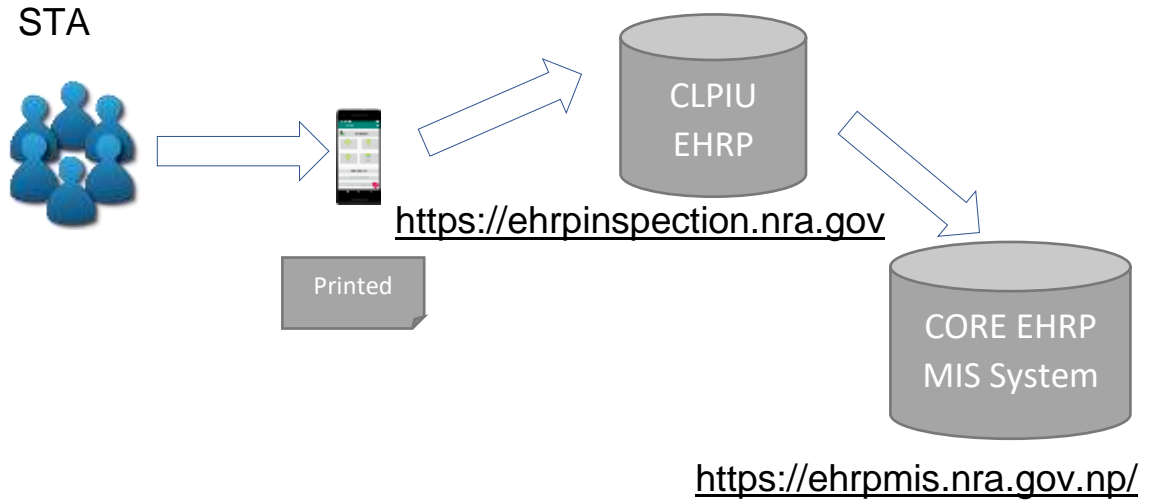 STA
CLPIU
EHRP
https://ehrpinspection.nra.gov
Printed
CORE EHRP
MIS System
https://ehrpmis.nra.gov.np/